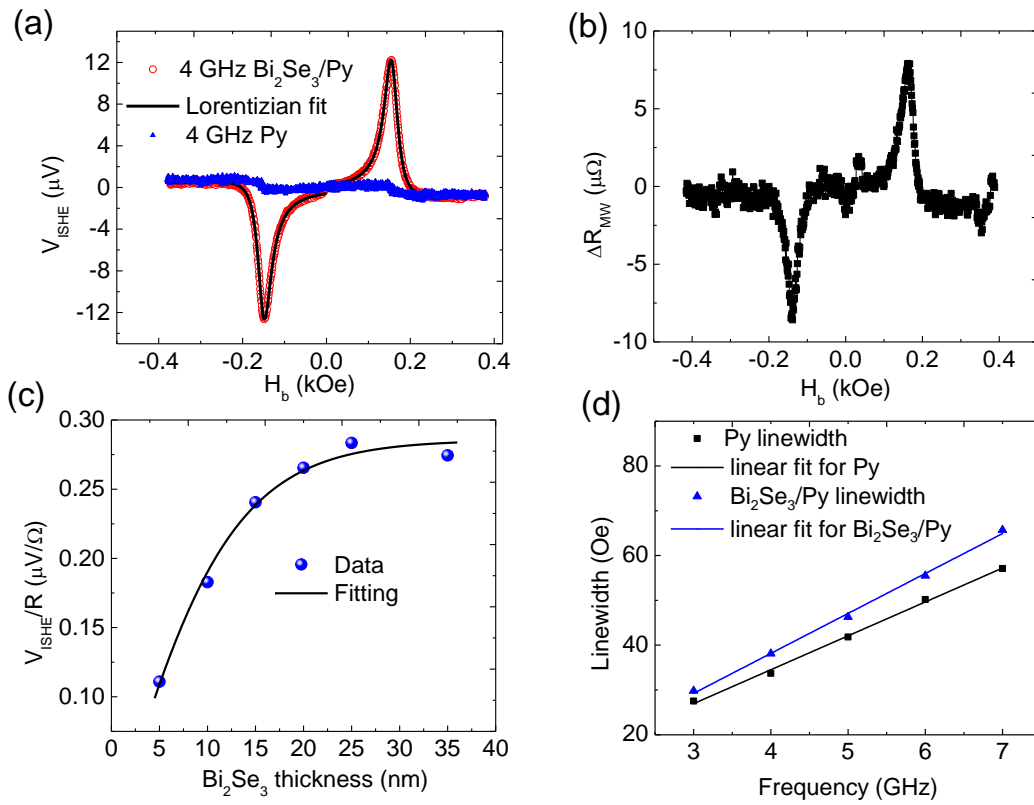 (a)
12
8
4
0
-4
-8
-12
V_ISHE (μV)
4 GHz Bi₂Se₃/Py
Lorentizian fit
4 GHz Py
-0.4 -0.2 0.0 0.2 0.4
H_b (kOe)
(b)
10
5
0
-5
-10
ΔR_MW (μΩ)
-0.4 -0.2 0.0 0.2 0.4
H_b (kOe)
(c)
0.30
0.25
0.20
0.15
0.10
V_ISHE/R (μV/Ω)
Data
Fitting
0 5 10 15 20 25 30 35 40
Bi₂Se₃ thickness (nm)
(d)
80
60
40
20
Linewidth (Oe)
Py linewidth
linear fit for Py
Bi₂Se₃/Py linewidth
linear fit for Bi₂Se₃/Py
3 4 5 6 7
Frequency (GHz)